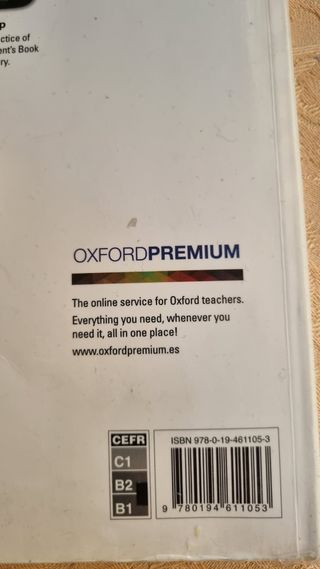 p
ctice of
ent's Book
ry.
OXFORDPREMIUM
The online service for Oxford teachers.
Everything you need, whenever you
need it, all in one place!
www.oxfordpremium.es
CEFR
C1
B2
B1
ISBN 978-0-19-461105-3
9 780194 611053